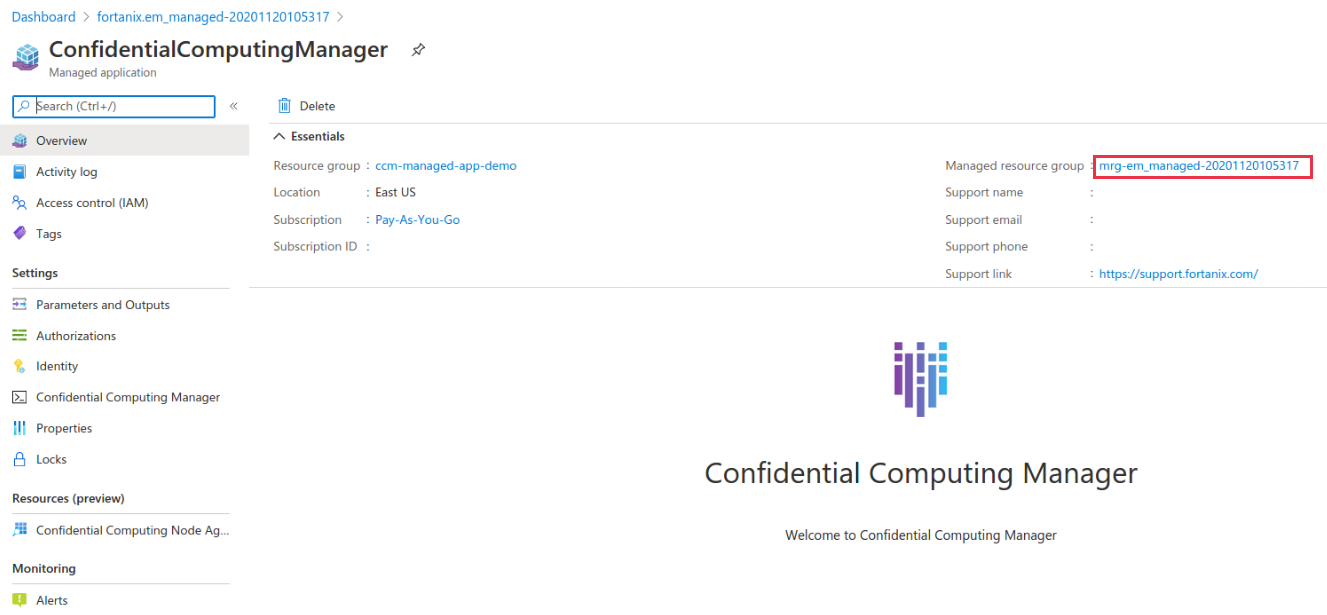 Dashboard > fortanix.em_managed-20201120105317 >
ConfidentialComputingManager
Managed application
Search (Ctrl+/)
«
Overview
Activity log
Access control (IAM)
Tags
Settings
Parameters and Outputs
Authorizations
Identity
Confidential Computing Manager
Properties
Locks
Resources (preview)
Confidential Computing Node Ag...
Monitoring
Alerts
Delete
Essentials
Resource group : ccm-managed-app-demo
Location : East US
Subscription : Pay-As-You-Go
Subscription ID :
Managed resource group : mrg-em_managed-20201120105317
Support name :
Support email :
Support phone :
Support link : https://support.fortanix.com/
Confidential Computing Manager
Welcome to Confidential Computing Manager